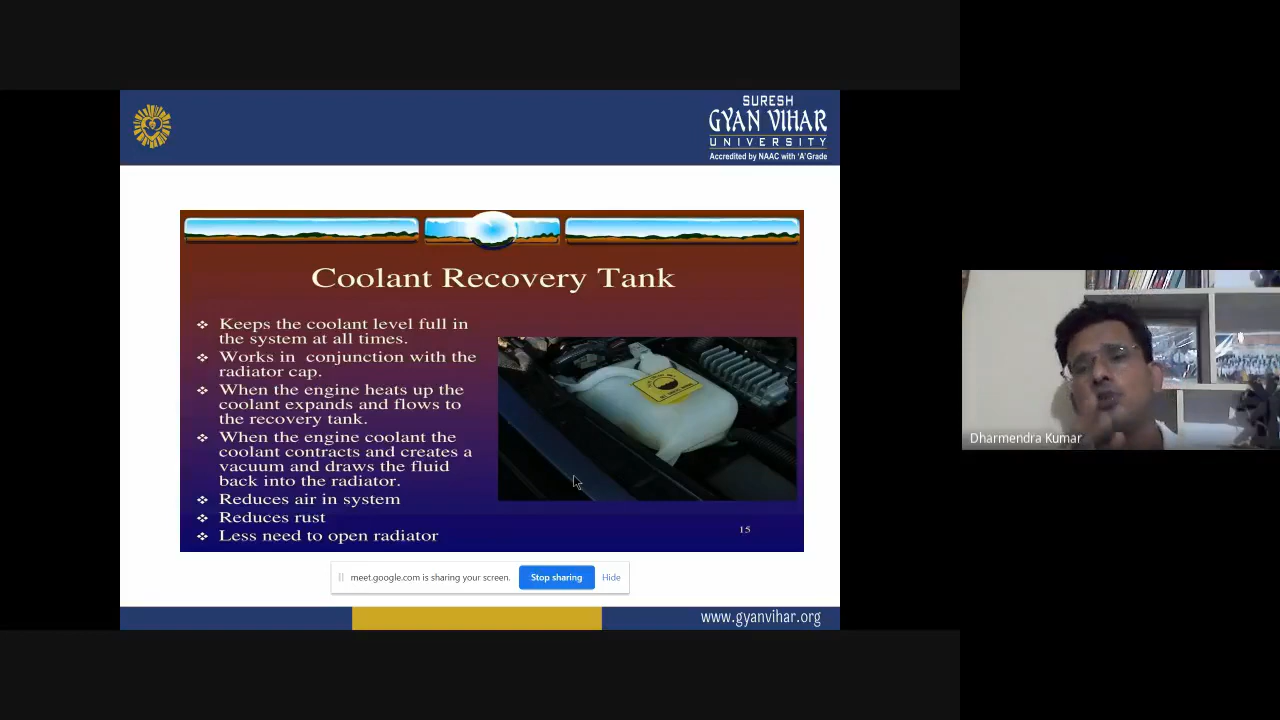 SURESH
GYAN VIHAR
UNIVERSITY
Accredited by NAAC with 'A' Grade
Coolant Recovery Tank
Keeps the coolant level full in
the system at all times.
Works in conjunction with the
radiator cap.
When the engine heats up the
coolant expands and flows to
the recovery tank.
When the engine coolant the
coolant contracts and creates a
vacuum and draws the fluid
back into the radiator.
Reduces air in system
Reduces rust
Less need to open radiator
15
meet.google.com is sharing your screen.
Stop sharing
Hide
www.gyanvihar.org
Dharmendra Kumar